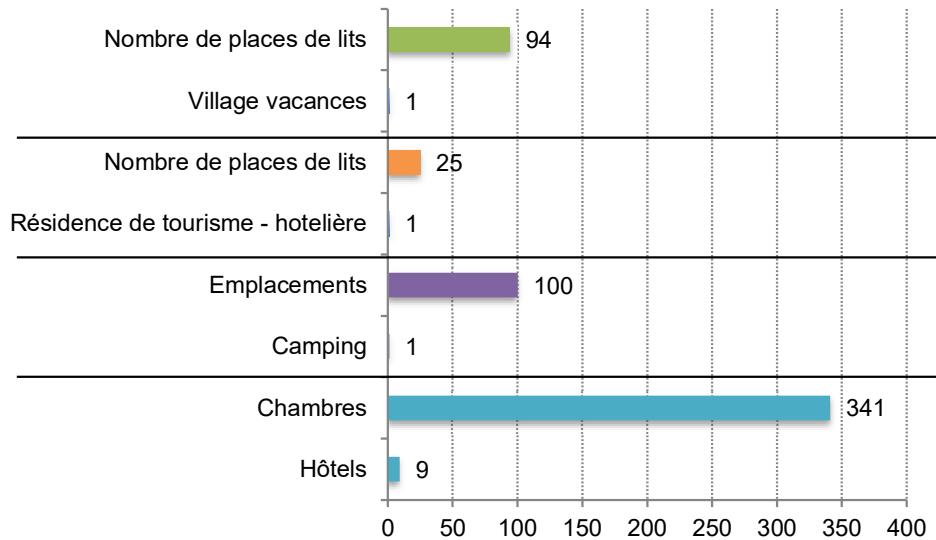 Nombre de places de lits 94
Village vacances 1
Nombre de places de lits 25
Résidence de tourisme - hotelière 1
Emplacements 100
Camping 1
Chambres 341
Hôtels 9
0 50 100 150 200 250 300 350 400